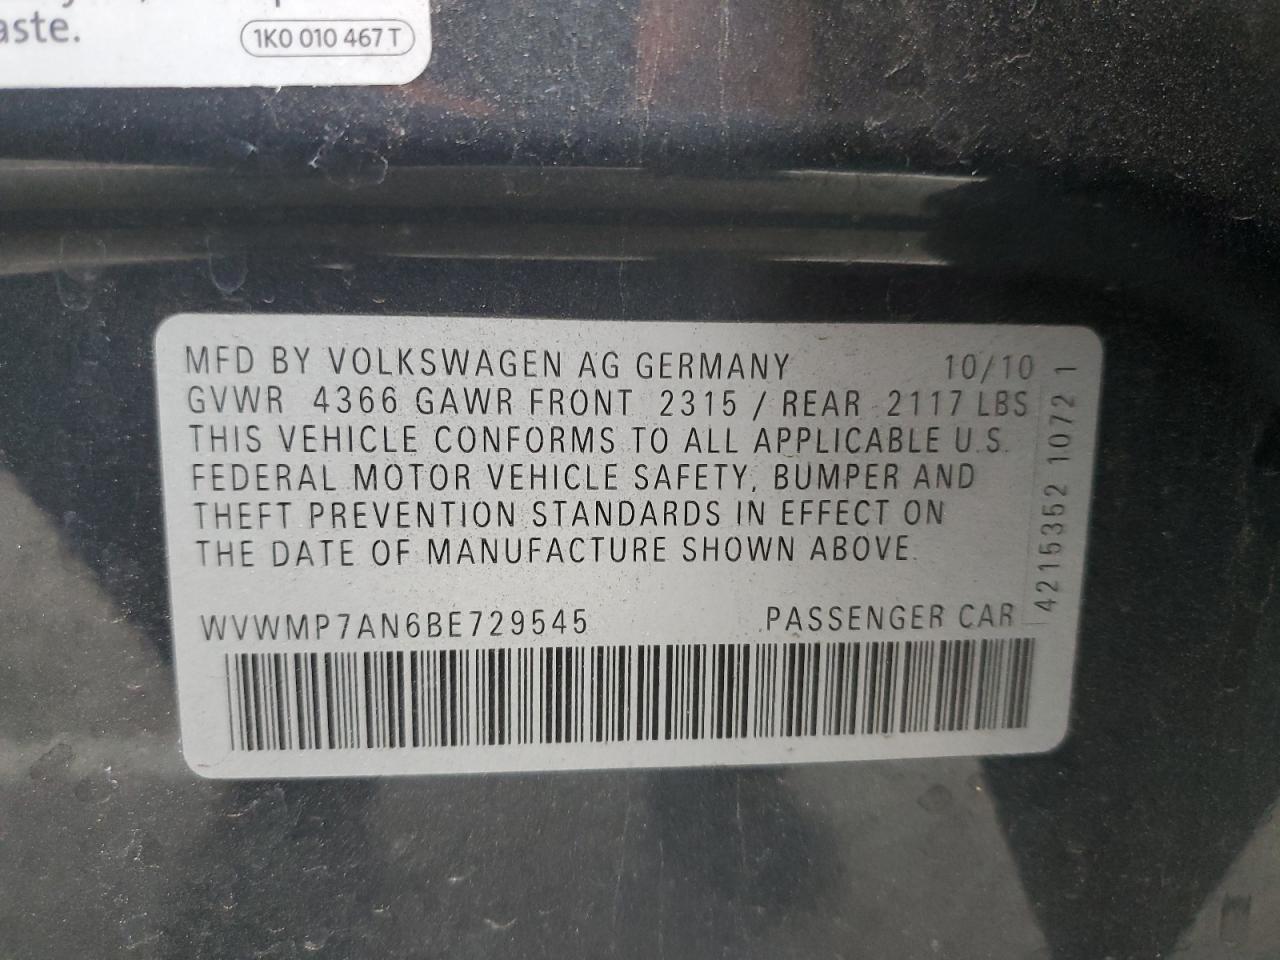 aste.
1K0 010 467 T
MFD BY VOLKSWAGEN AG GERMANY 10/10
GVWR 4366 GAWR FRONT 2315 / REAR 2117 LBS
THIS VEHICLE CONFORMS TO ALL APPLICABLE U.S.
FEDERAL MOTOR VEHICLE SAFETY, BUMPER AND
THEFT PREVENTION STANDARDS IN EFFECT ON
THE DATE OF MANUFACTURE SHOWN ABOVE.
WVWMP7AN6BE729545 PASSENGER CAR
4215352 1072 1